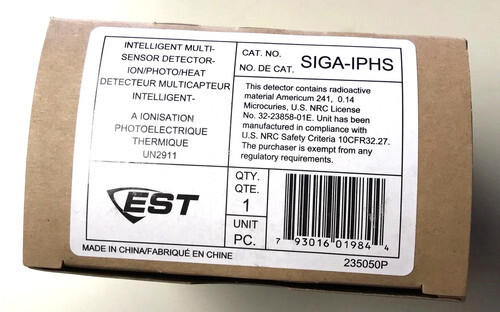 INTELLIGENT MULTI-
SENSOR DETECTOR-
ION/PHOTO/HEAT
DETECTEUR MULTICAPTEUR
INTELLIGENT-
A IONISATION
PHOTOELECTRIQUE
THERMIQUE
UN2911
CAT. NO.
NO. DE CAT.
SIGA-IPHS
This detector contains radioactive
material Americum 241, 0.14
Microcuries, U.S. NRC License
No. 32-23858-01E. Unit has been
manufactured in compliance with
U.S. NRC Safety Criteria 10CFR32.27.
The purchaser is exempt from any
regulatory requirements.
EST
QTY.
QTE.
1
UNIT
PC.
7 93016 01984 4
MADE IN CHINA/FABRIQUÉ EN CHINE
235050P